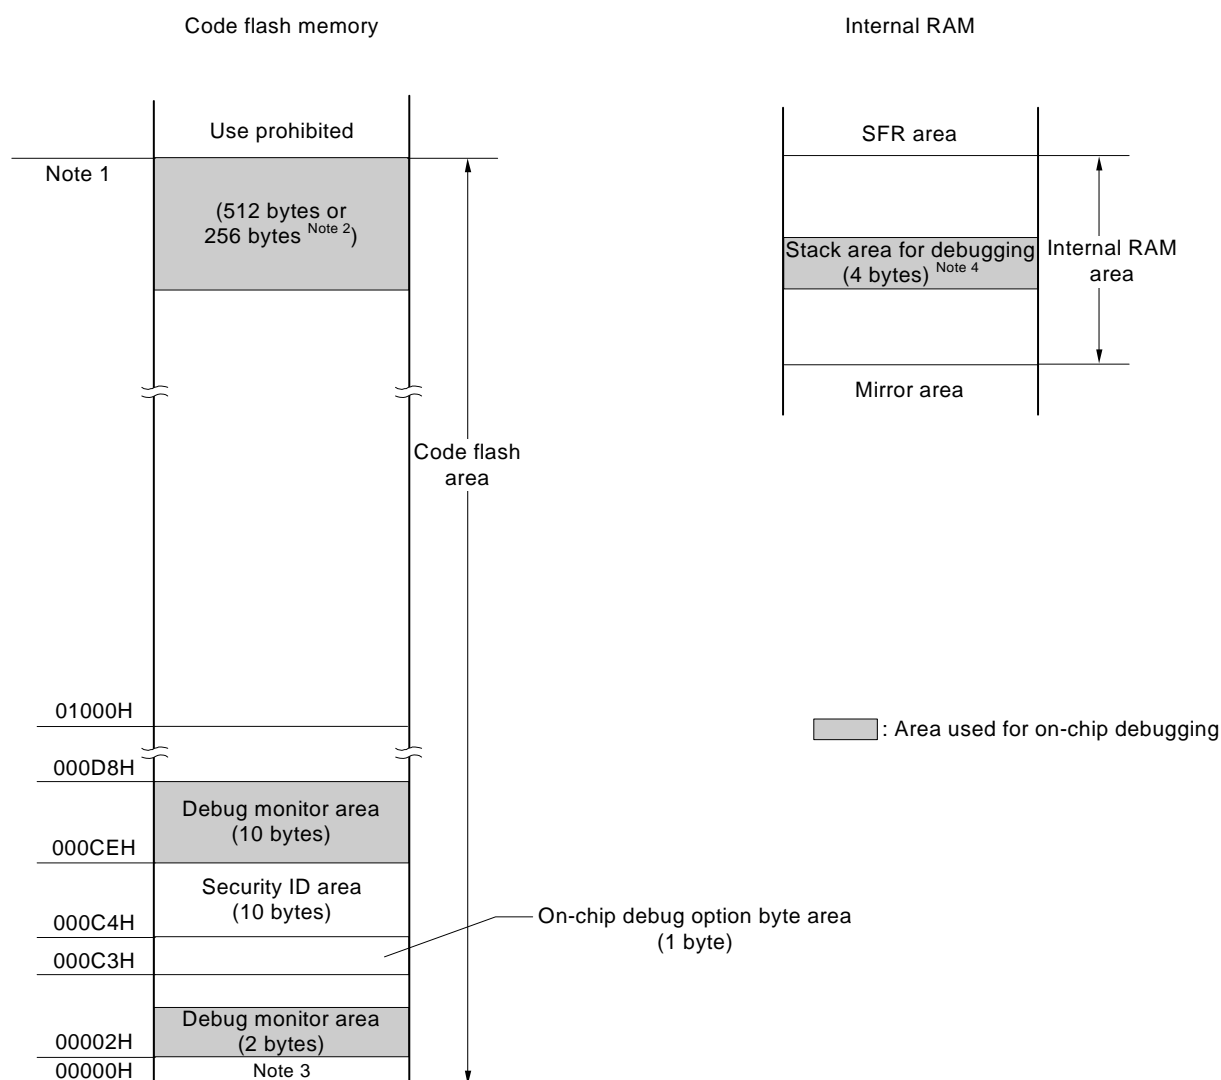 Code flash memory
Internal RAM
Use prohibited
Note 1
(512 bytes or
256 bytes Note 2)
SFR area
Stack area for debugging
(4 bytes) Note 4
Internal RAM
area
Mirror area
Code flash
area
01000H
: Area used for on-chip debugging
000D8H
Debug monitor area
(10 bytes)
000CEH
Security ID area
(10 bytes)
000C4H
On-chip debug option byte area
(1 byte)
000C3H
Debug monitor area
(2 bytes)
00002H
00000H
Note 3